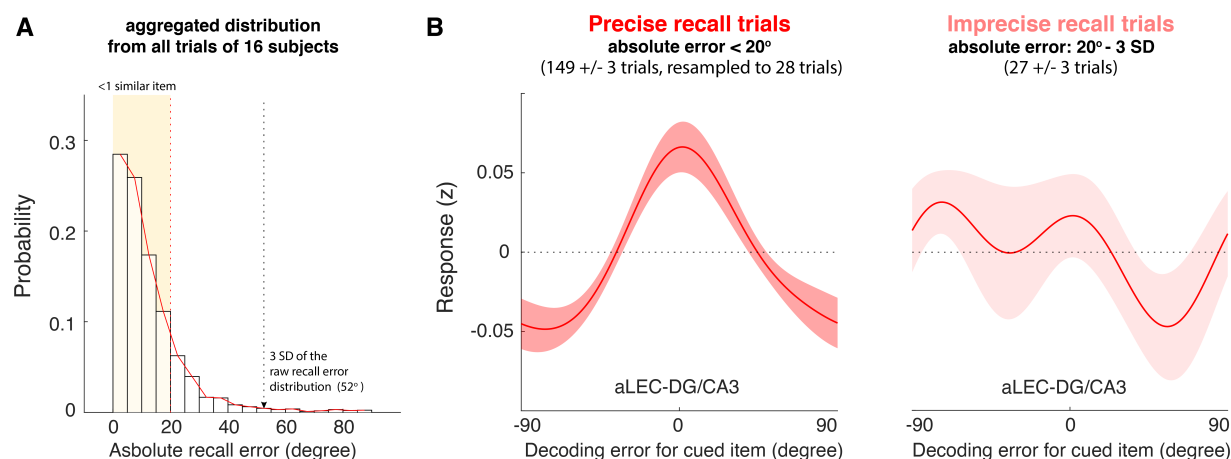 A
aggregated distribution
from all trials of 16 subjects
<1 similar item
0.3
0.2
0.1
0
Probability
3 SD of the
raw recall error
distribution (52°)
0 20 40 60 80
Asbolute recall error (degree)
B
Precise recall trials
absolute error < 20°
(149 +/- 3 trials, resampled to 28 trials)
0.05
0
-0.05
Response (z)
aLEC-DG/CA3
-90 0 90
Decoding error for cued item (degree)
Imprecise recall trials
absolute error: 20° - 3 SD
(27 +/- 3 trials)
aLEC-DG/CA3
-90 0 90
Decoding error for cued item (degree)